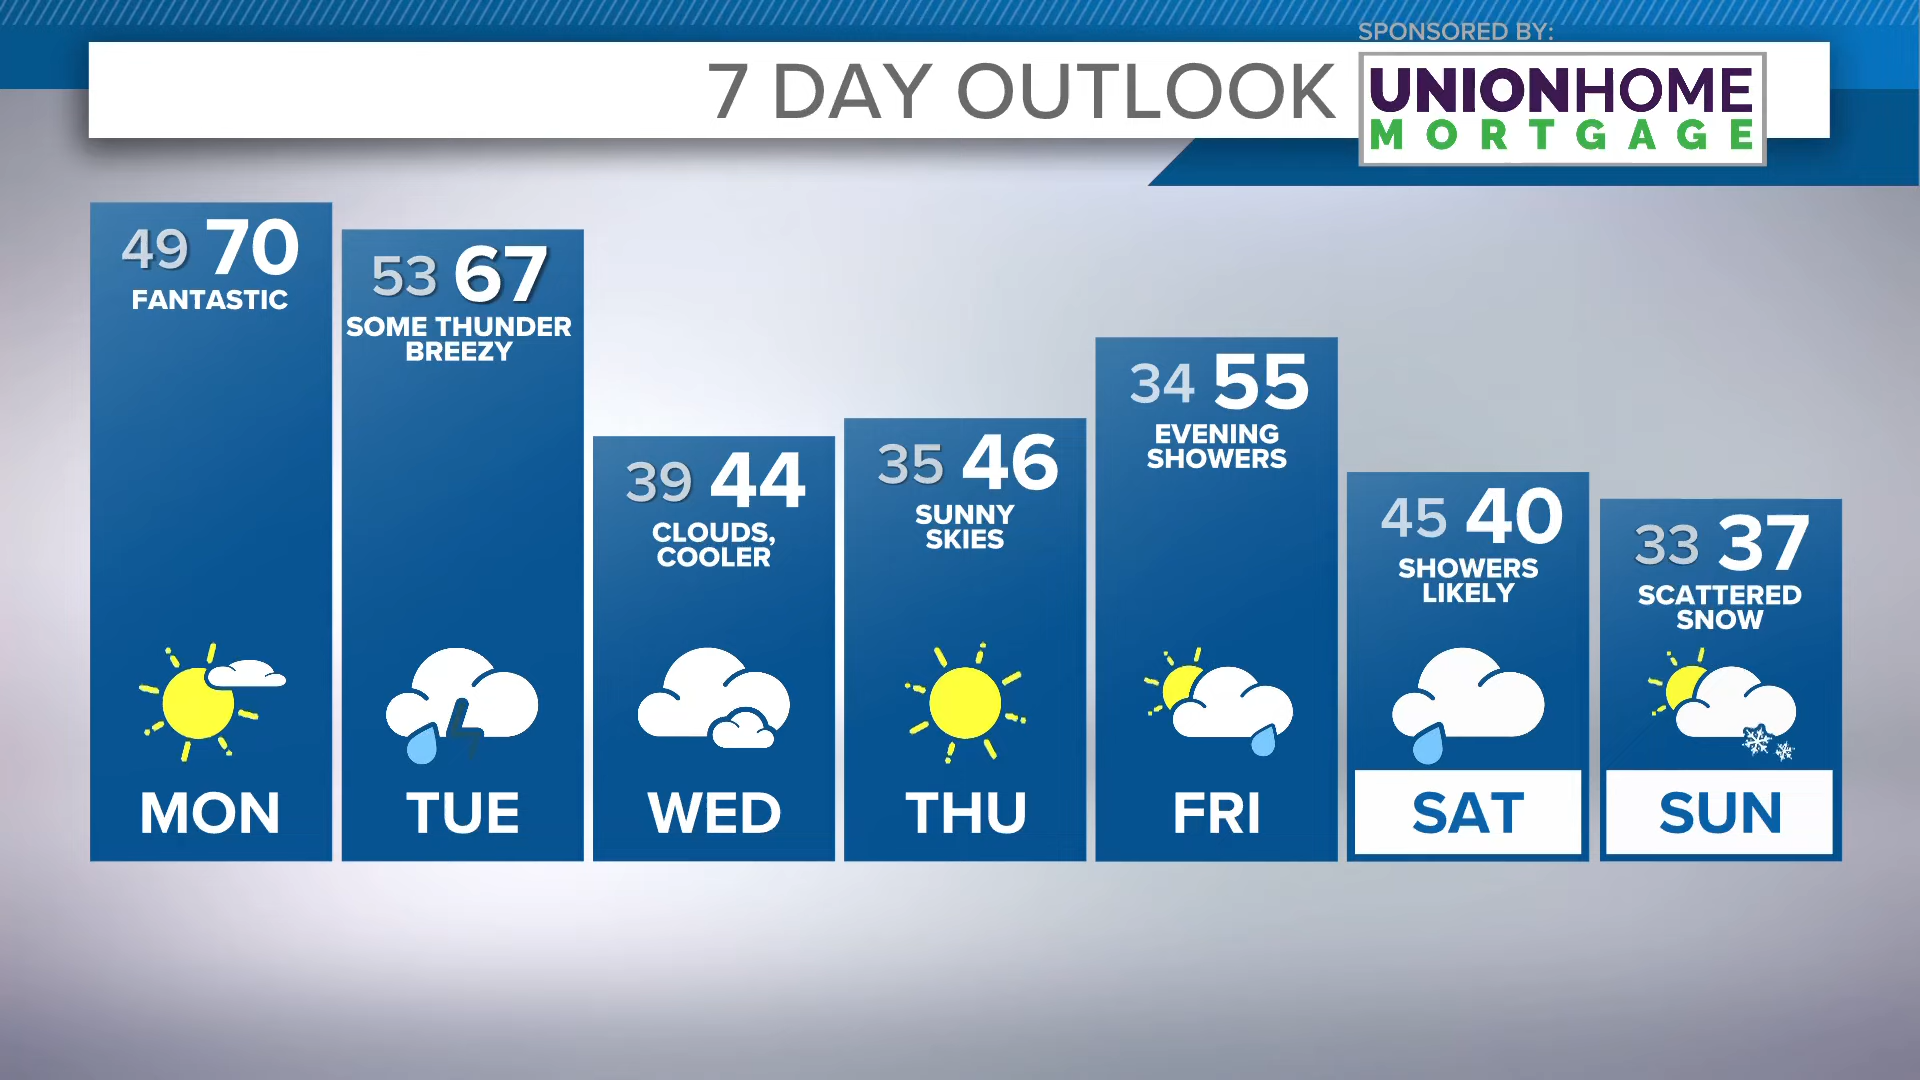 SPONSORED BY:
7 DAY OUTLOOK
UNIONHOME
MORTGAGE
49 70
FANTASTIC
MON
53 67
SOME THUNDER
BREEZY
TUE
39 44
CLOUDS,
COOLER
WED
35 46
SUNNY
SKIES
THU
34 55
EVENING
SHOWERS
FRI
45 40
SHOWERS
LIKELY
SAT
33 37
SCATTERED
SNOW
SUN